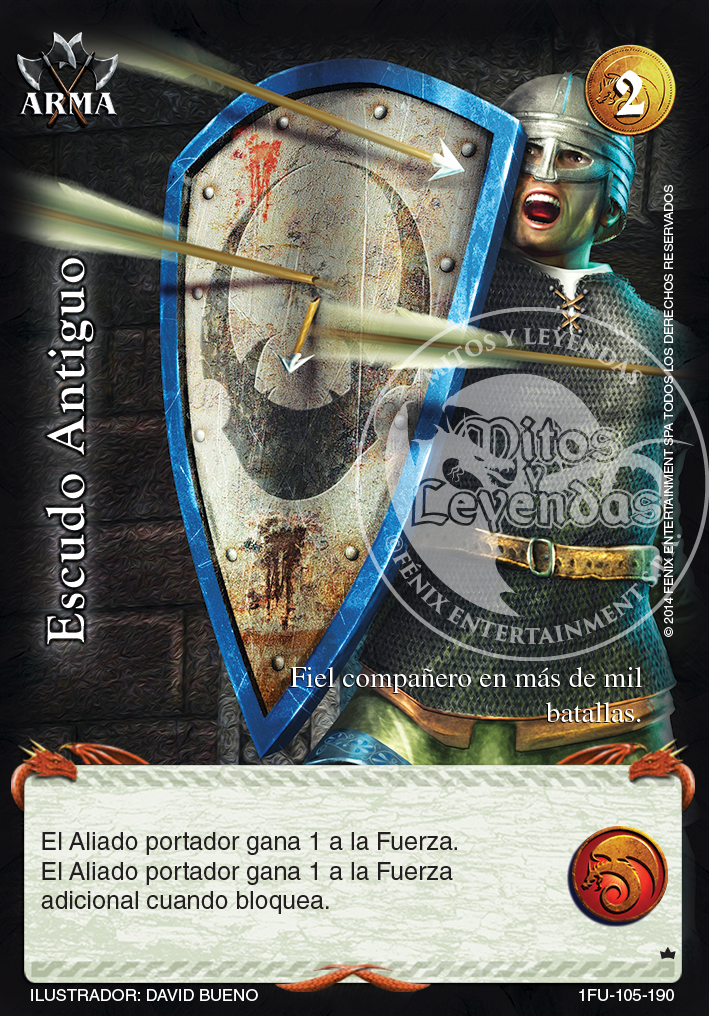 ARMA
2
Escudo Antiguo
© 2014 FENIX ENTERTAINMENT SPA TODOS LOS DERECHOS RESERVADOS
MITOS Y LEYENDAS
Mitos
y
Leyendas
© FÉNIX ENTERTAINMENT S.P.A.
Fiel compañero en más de mil
batallas.
El Aliado portador gana 1 a la Fuerza.
El Aliado portador gana 1 a la Fuerza
adicional cuando bloquea.
ILUSTRADOR: DAVID BUENO
1FU-105-190